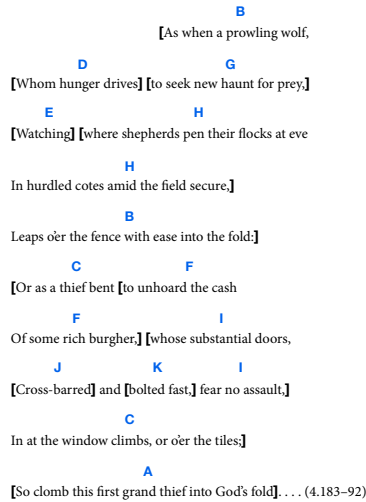 B
[As when a prowling wolf,
D G
[Whom hunger drives] [to seek new haunt for prey,]
E H
[Watching] [where shepherds pen their flocks at eve
H
In hurdled cotes amid the field secure,]
B
Leaps o'er the fence with ease into the fold:]
C F
[Or as a thief bent [to unhoard the cash
F I
Of some rich burgher,] [whose substantial doors,
J K I
[Cross-barred] and [bolted fast,] fear no assault,]
C
In at the window climbs, or o'er the tiles;]
A
[So clomb this first grand thief into God's fold]. . . . (4.183–92)